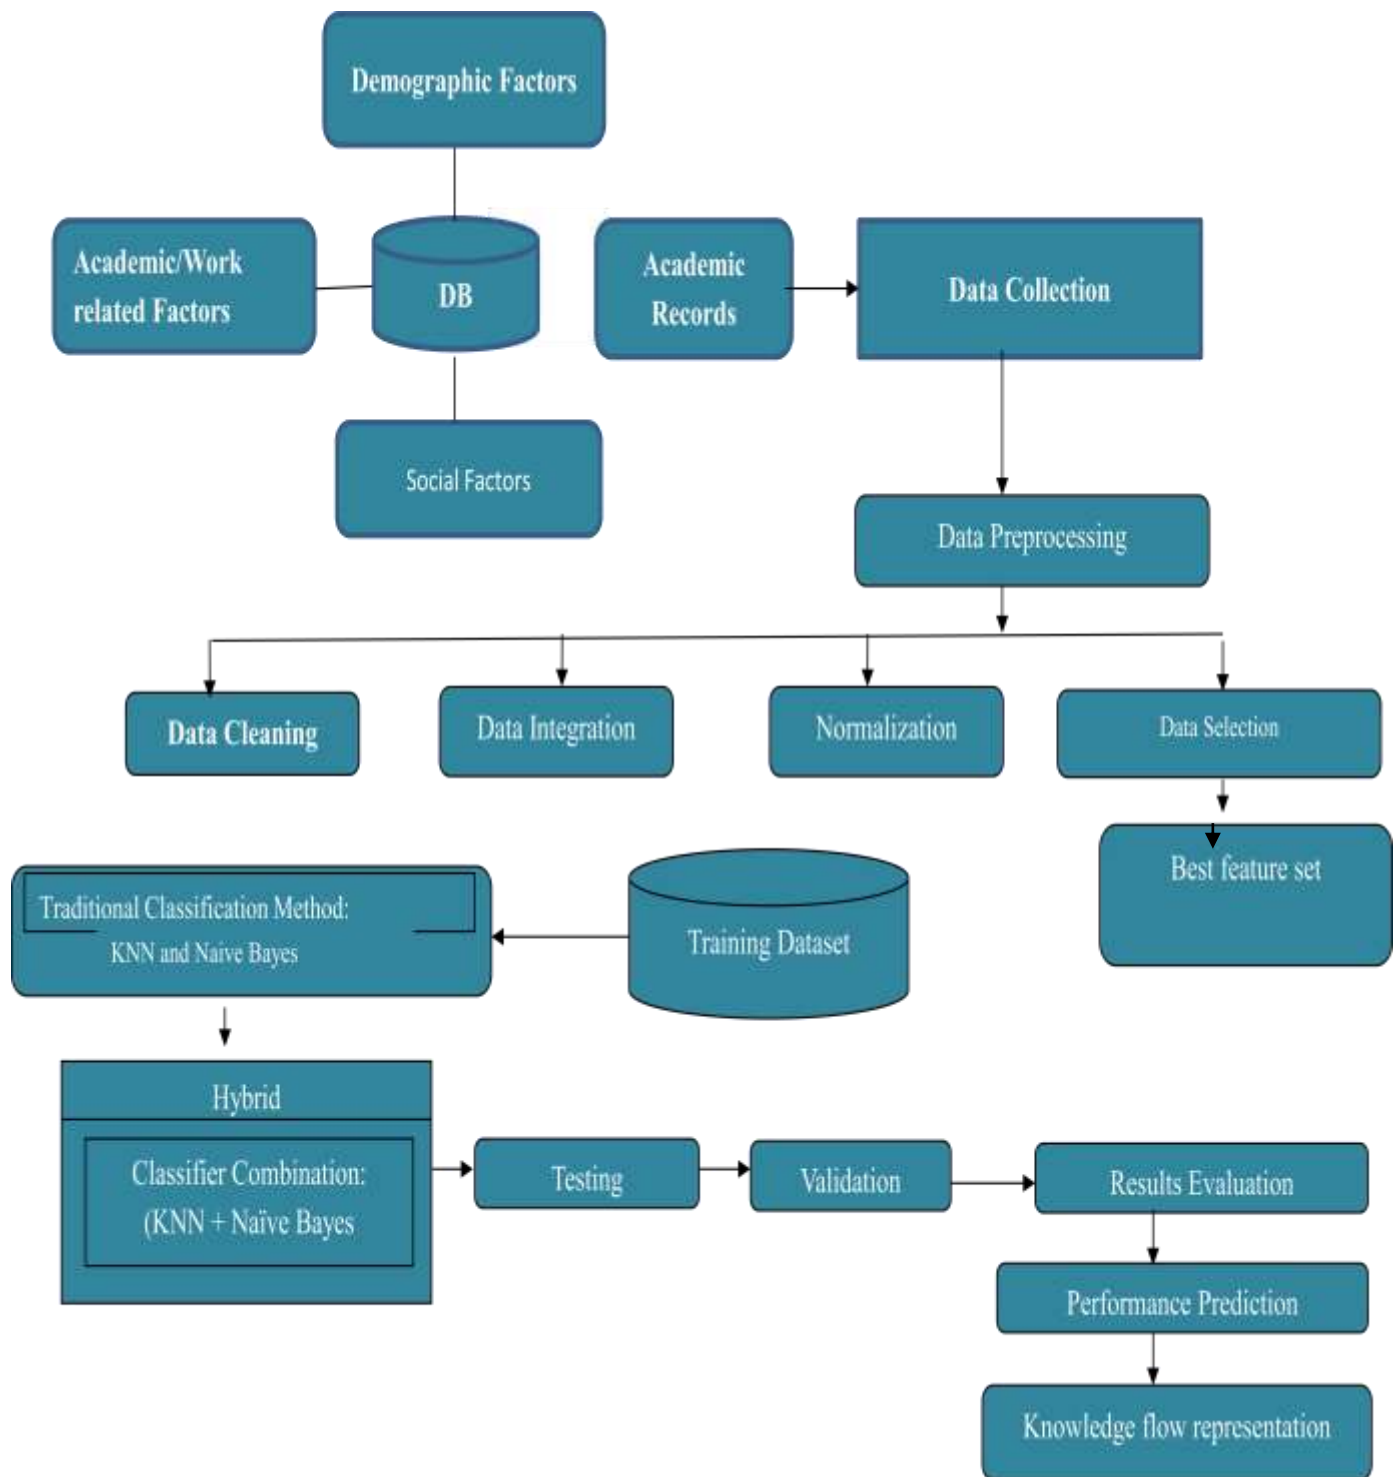 Demographic Factors
Academic/Work
related Factors
DB
Academic
Records
Data Collection
Social Factors
Data Preprocessing
Data Cleaning
Data Integration
Normalization
Data Selection
Best feature set
Traditional Classification Method:
KNN and Naive Bayes
Training Dataset
Hybrid
Classifier Combination:
(KNN + Naïve Bayes
Testing
Validation
Results Evaluation
Performance Prediction
Knowledge flow representation